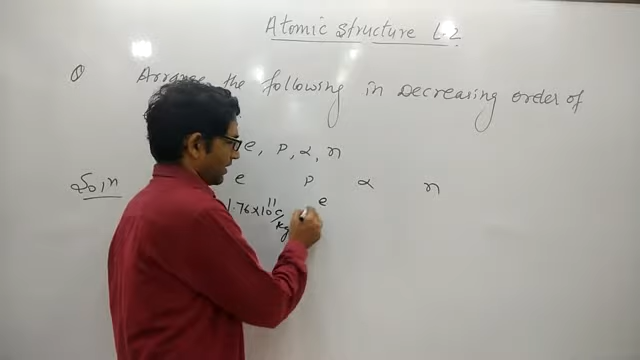 Atomic Structure L-2
Q Arrange the following in Decreasing order of
e, p, α, n
Soln e p α n
1.76×10¹¹ C/kg e